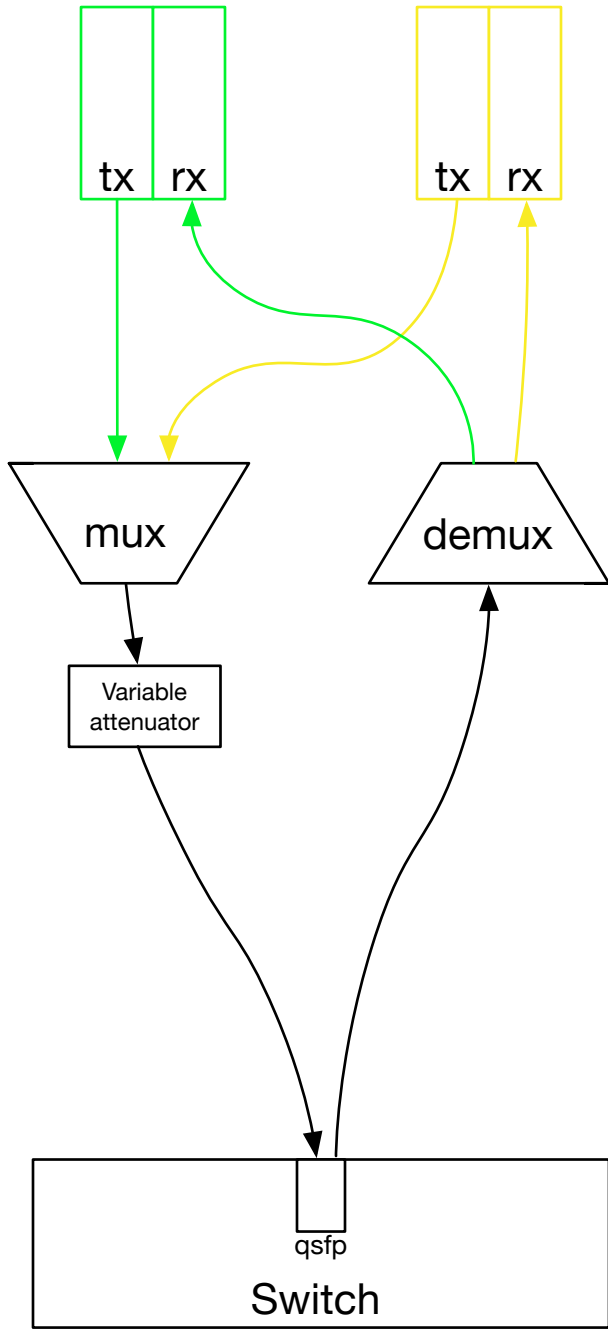 tx rx tx rx
mux demux
Variable
attenuator
qsfp
Switch